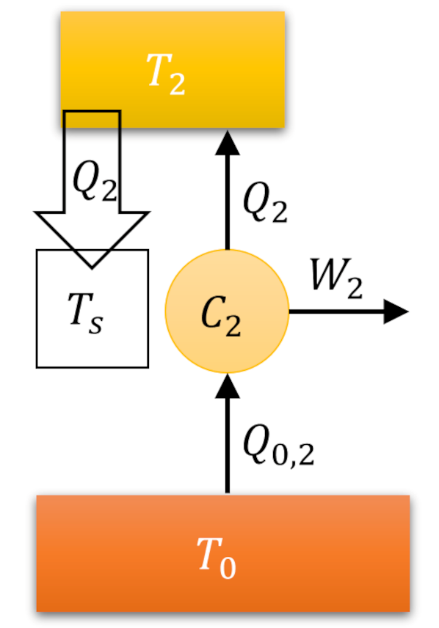 T₂
Q₂
Q₂
W₂
Tₛ
C₂
Q₀,₂
T₀